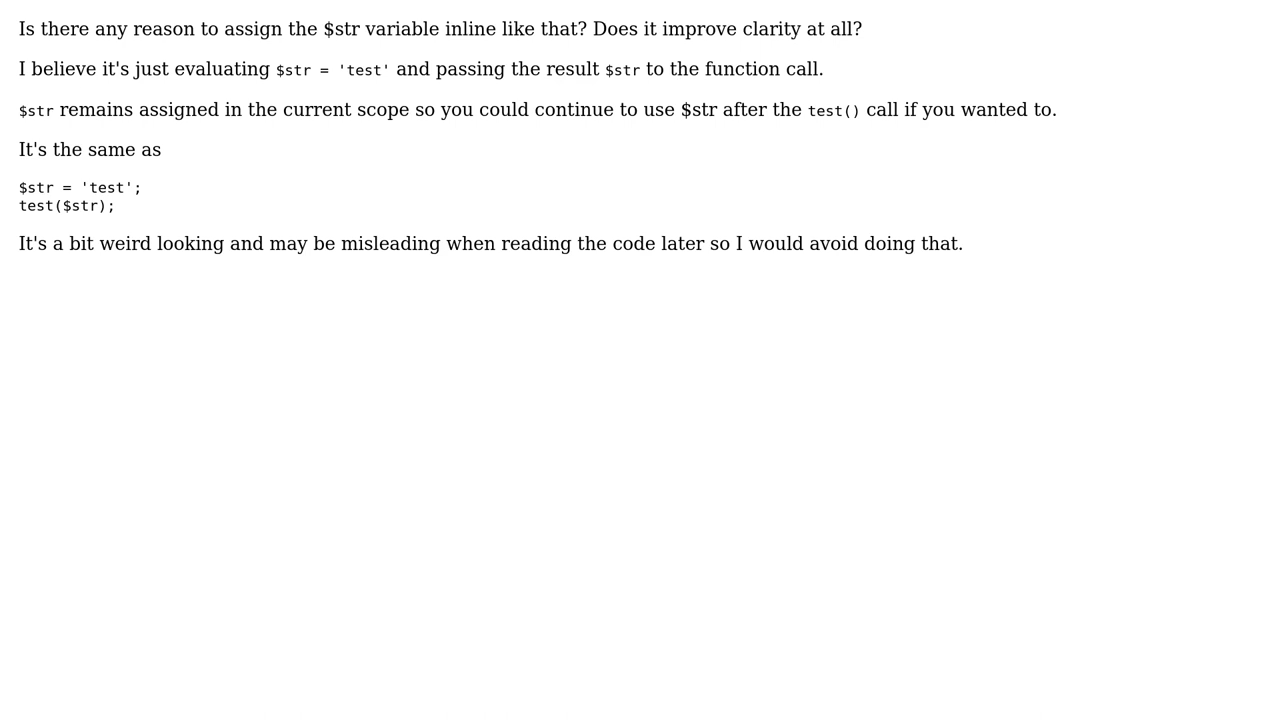 Is there any reason to assign the $str variable inline like that? Does it improve clarity at all?
I believe it's just evaluating $str = 'test' and passing the result $str to the function call.
$str remains assigned in the current scope so you could continue to use $str after the test() call if you wanted to.
It's the same as
$str = 'test';
test($str);
It's a bit weird looking and may be misleading when reading the code later so I would avoid doing that.